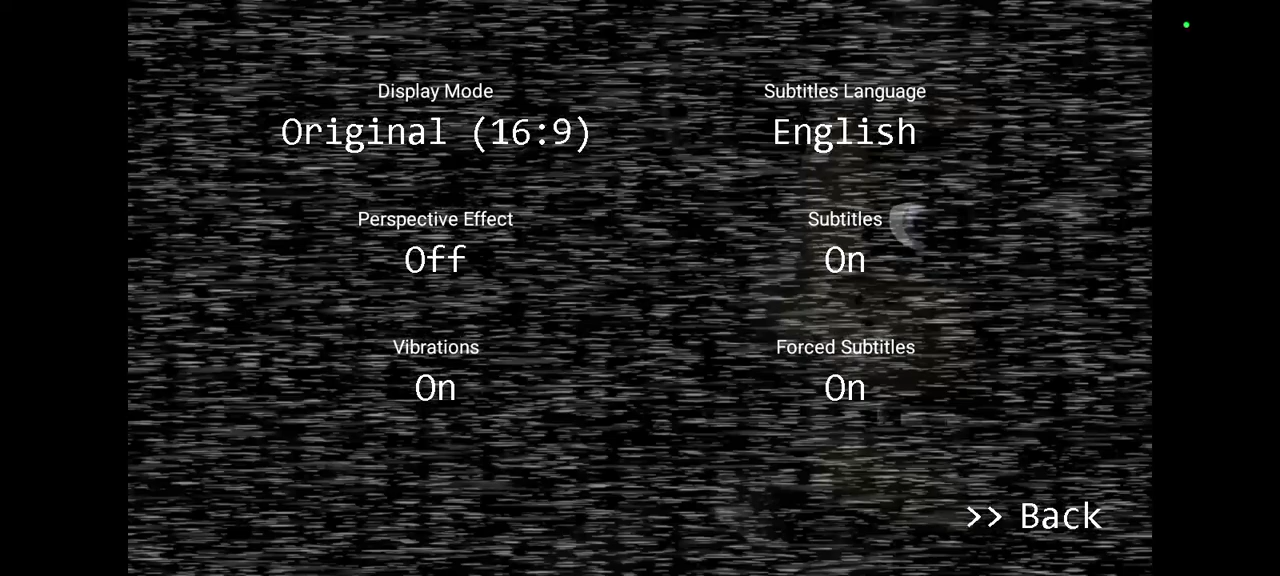 Display Mode
Original (16:9)
Subtitles Language
English
Perspective Effect
Off
Subtitles
On
Vibrations
On
Forced Subtitles
On
>> Back